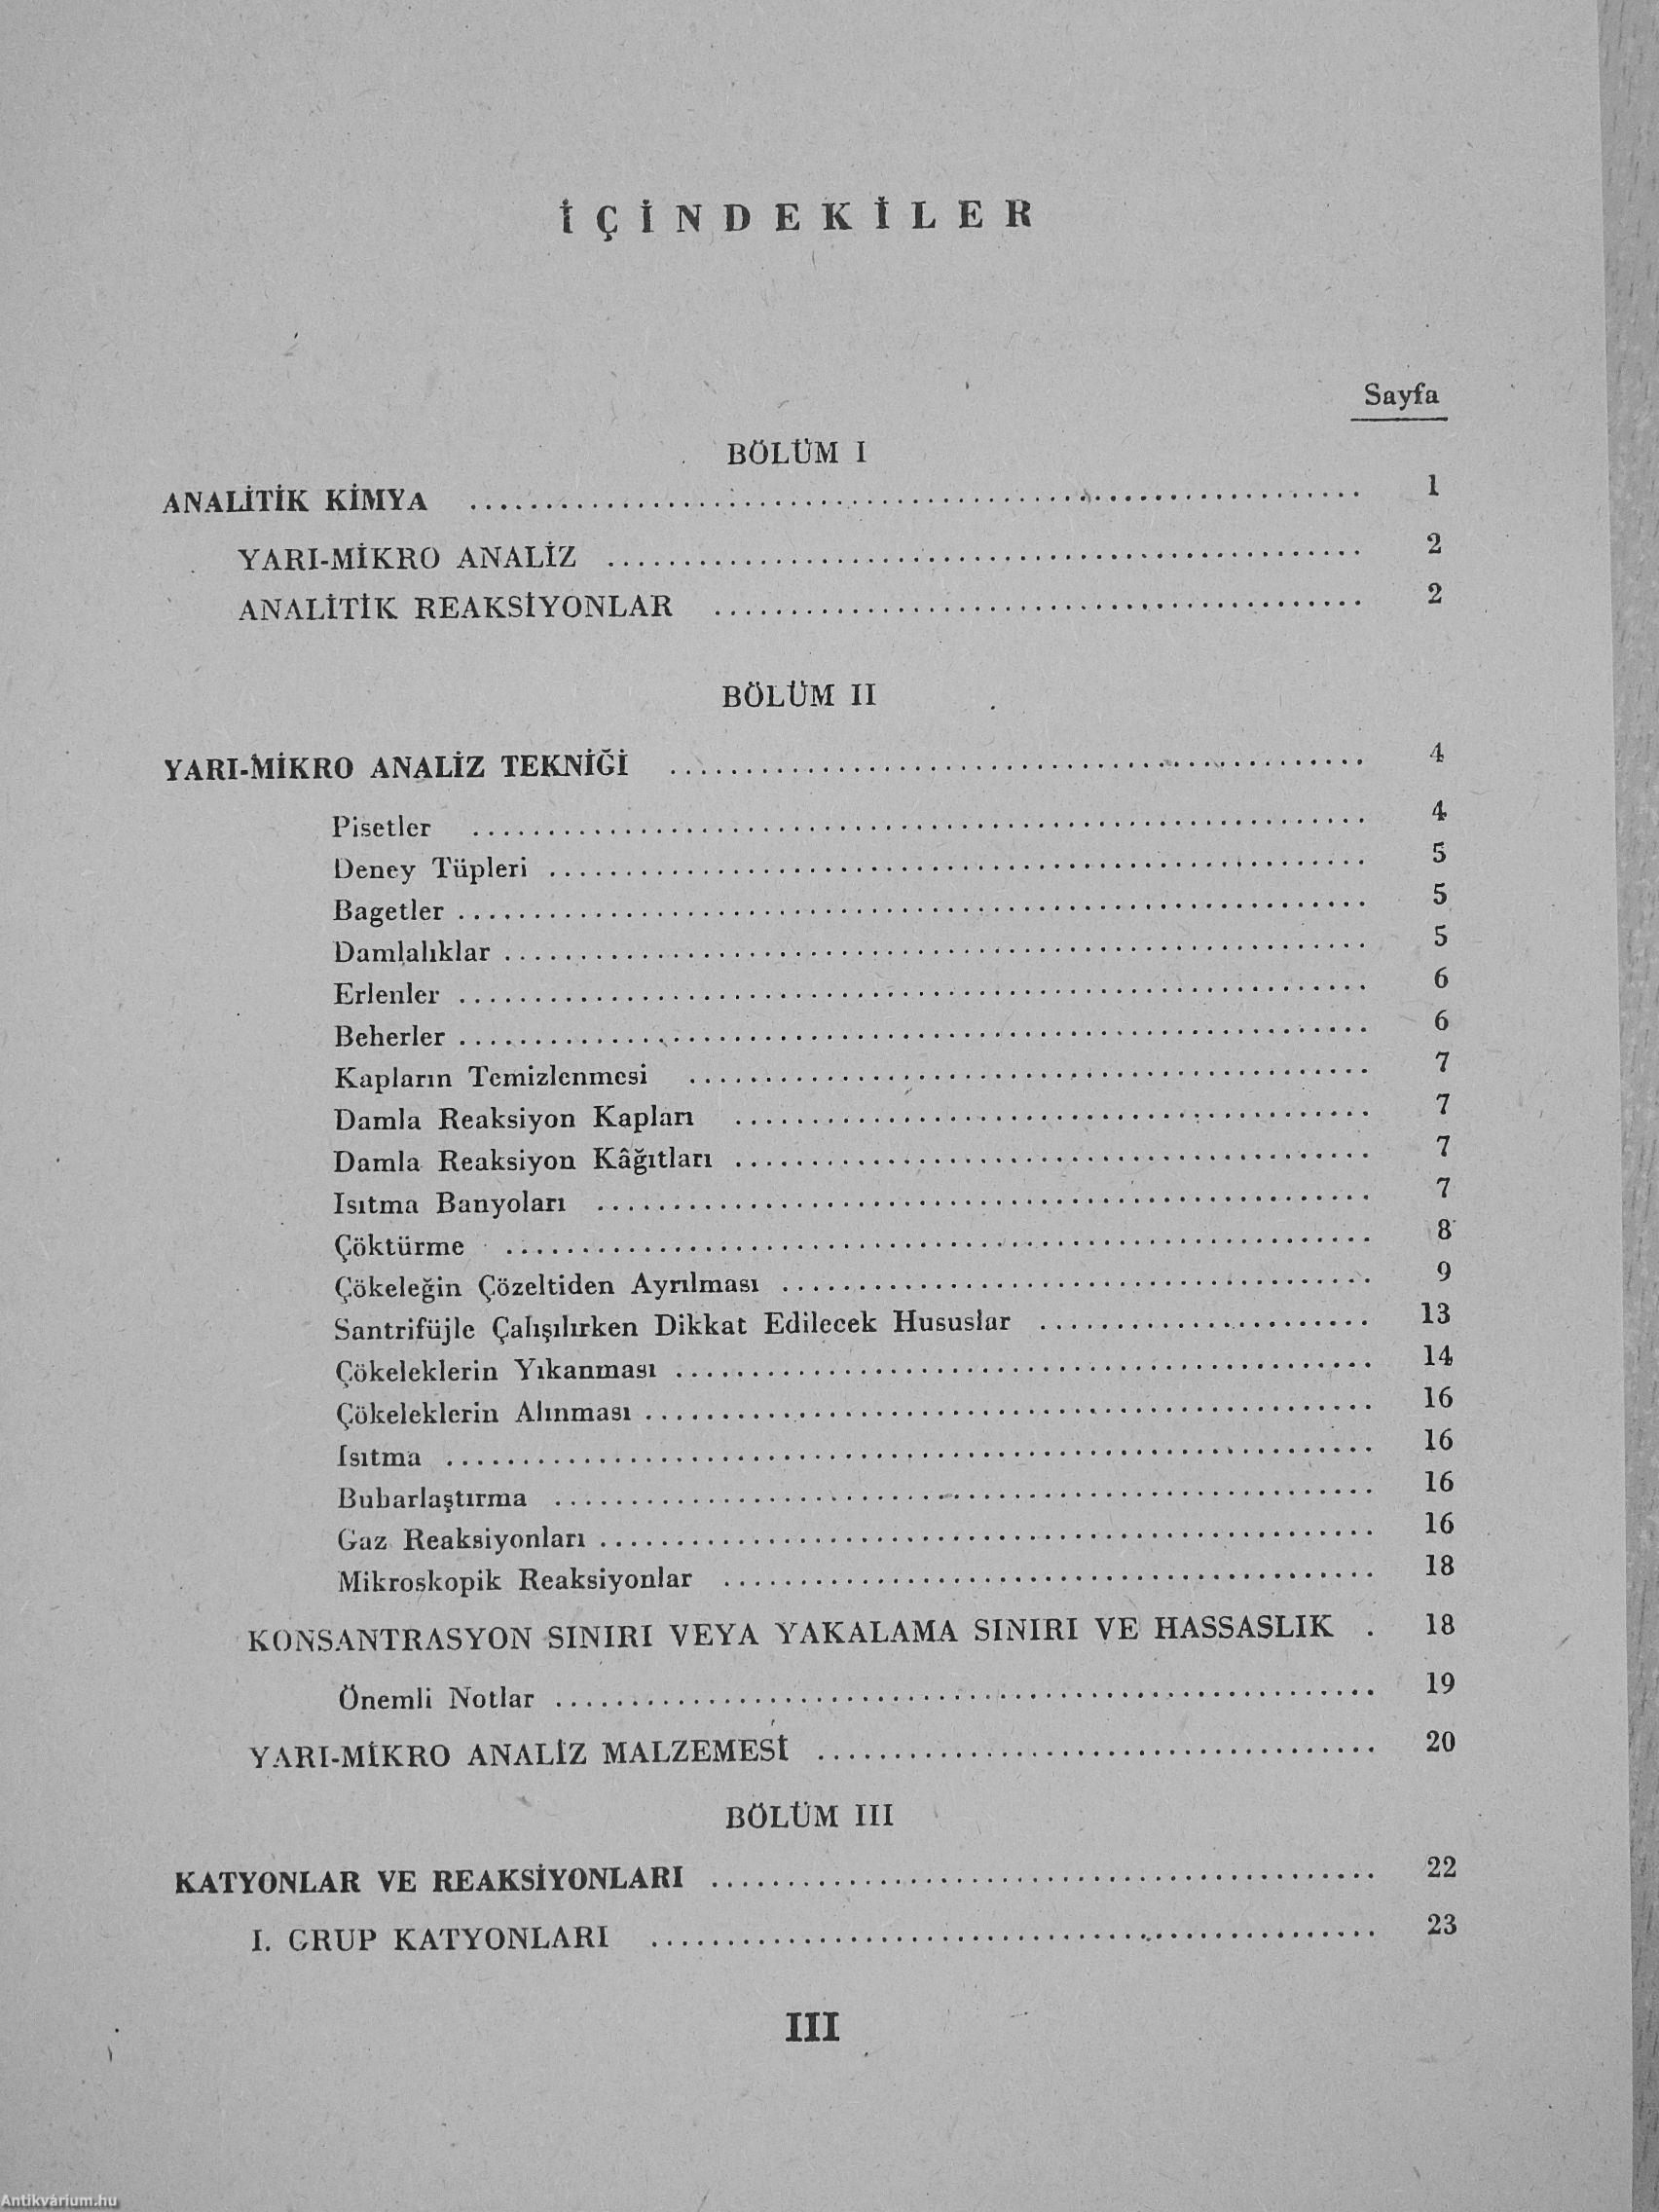 İÇİNDEKİLER
Sayfa
BÖLÜM I
ANALİTİK KİMYA ........................................ 1
YARI-MİKRO ANALİZ ........................................ 2
ANALİTİK REAKSİYONLAR ........................................ 2
BÖLÜM II
YARI-MİKRO ANALİZ TEKNİĞİ ........................................ 4
Pisetler ........................................ 4
Deney Tüpleri ........................................ 5
Bagetler ........................................ 5
Damlalıklar ........................................ 5
Erlenler ........................................ 6
Beherler ........................................ 6
Kapların Temizlenmesi ........................................ 7
Damla Reaksiyon Kapları ........................................ 7
Damla Reaksiyon Kâğıtları ........................................ 7
Isıtma Banyoları ........................................ 7
Çöktürme ........................................ 8
Çökeleğin Çözeltiden Ayrılması ........................................ 9
Santrifüjle Çalışılırken Dikkat Edilecek Hususlar ...................... 13
Çökeleklerin Yıkanması ........................................ 14
Çökeleklerin Alınması ........................................ 16
Isıtma ........................................ 16
Buharlaştırma ........................................ 16
Gaz Reaksiyonları ........................................ 16
Mikroskopik Reaksiyonlar ........................................ 18
KONSANTRASYON SINIRI VEYA YAKALAMA SINIRI VE HASSASLIK . 18
Önemli Notlar ........................................ 19
YARI-MİKRO ANALİZ MALZEMESİ ........................................ 20
BÖLÜM III
KATYONLAR VE REAKSİYONLARI ........................................ 22
I. GRUP KATYONLARI ........................................ 23
III
Antikvárium.hu